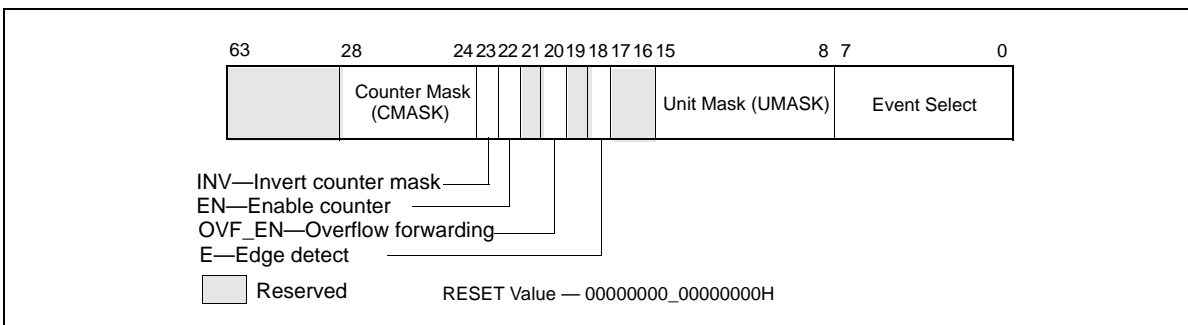 63 28 24 23 22 21 20 19 18 17 16 15 8 7 0
Counter Mask
(CMASK)
Unit Mask (UMASK)
Event Select
INV—Invert counter mask
EN—Enable counter
OVF_EN—Overflow forwarding
E—Edge detect
Reserved
RESET Value — 00000000_00000000H